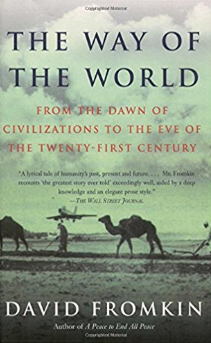 THE WAY OF
THE WORLD
FROM THE DAWN OF
CIVILIZATIONS TO THE EVE OF
THE TWENTY-FIRST CENTURY
"A lyrical tale of humanity's past, present and future. . . . Mr. Fromkin
recounts 'the greatest story ever told' exceedingly well, aided by a deep
knowledge and an elegant prose style."
—THE WALL STREET JOURNAL
DAVID FROMKIN
Author of A Peace to End All Peace